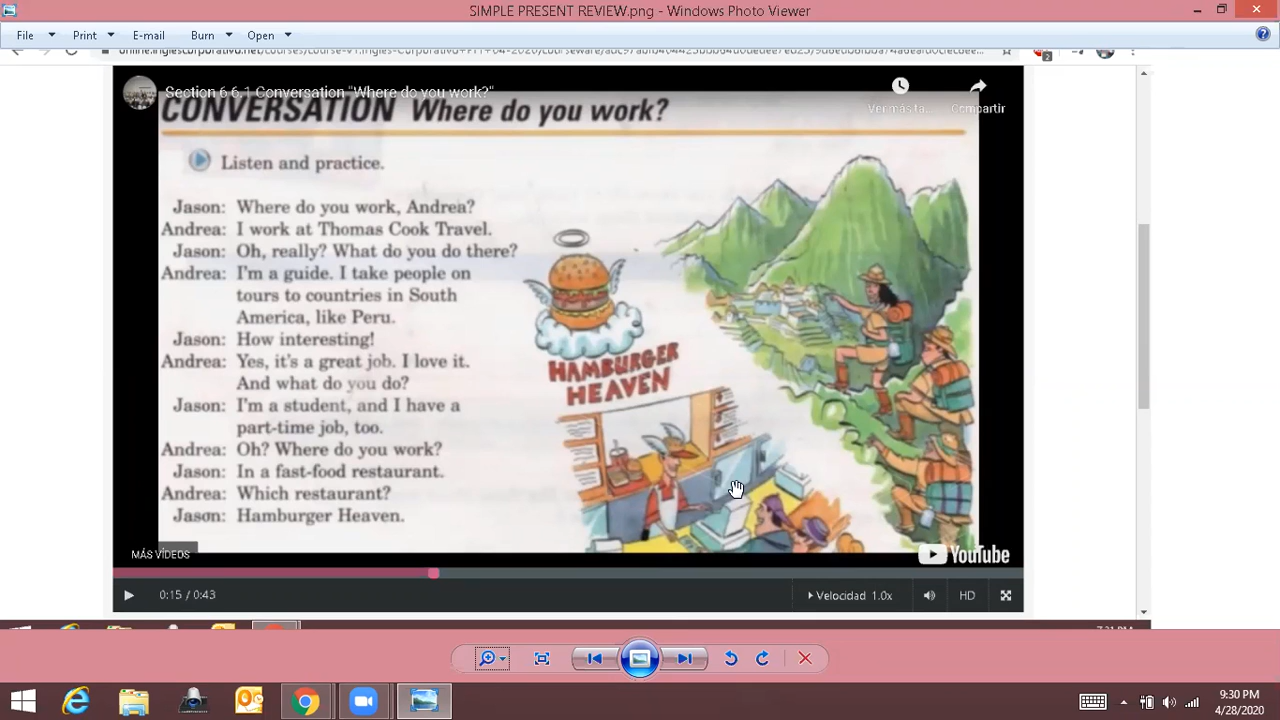 SIMPLE PRESENT REVIEW.png - Windows Photo Viewer
File Print E-mail Burn Open
2
Section 6 6.1 Conversation "Where do you work?"
CONVERSATION Where do you work?
Ver más ta... Compartir
Listen and practice.
Jason: Where do you work, Andrea?
Andrea: I work at Thomas Cook Travel.
Jason: Oh, really? What do you do there?
Andrea: I'm a guide. I take people on
tours to countries in South
America, like Peru.
Jason: How interesting!
Andrea: Yes, it's a great job. I love it.
And what do you do?
Jason: I'm a student, and I have a
part-time job, too.
Andrea: Oh? Where do you work?
Jason: In a fast-food restaurant.
Andrea: Which restaurant?
Jason: Hamburger Heaven.
HAMBURGER
HEAVEN
MÁS VÍDEOS
YouTube
0:15 / 0:43
Velocidad 1.0x
HD
9:30 PM
4/28/2020